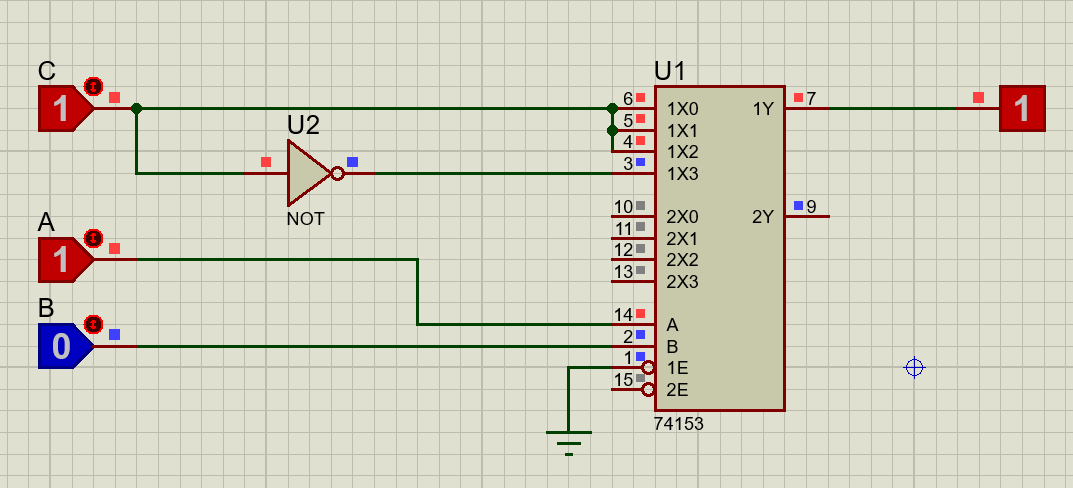 C
1
U2
NOT
A
1
B
0
U1
6 1X0 1Y 7
5 1X1
4 1X2
3 1X3
10 2X0 2Y 9
11 2X1
12 2X2
13 2X3
14 A
2 B
1 1E
15 2E
74153
1